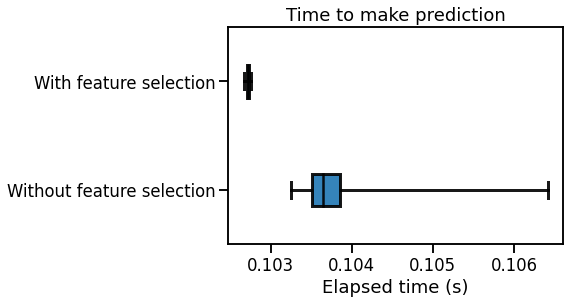 Time to make prediction
With feature selection
Without feature selection
0.103 0.104 0.105 0.106
Elapsed time (s)